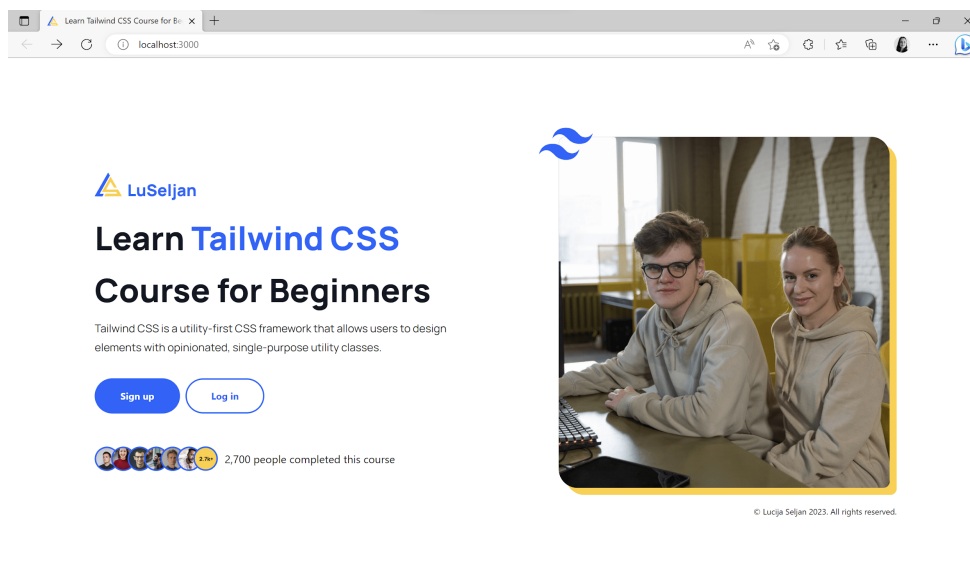 Learn Tailwind CSS Course for Be
localhost:3000
LuSeljan
Learn Tailwind CSS
Course for Beginners
Tailwind CSS is a utility-first CSS framework that allows users to design
elements with opinionated, single-purpose utility classes.
Sign up
Log in
2.7k+
2,700 people completed this course
© Lucija Seljan 2023. All rights reserved.